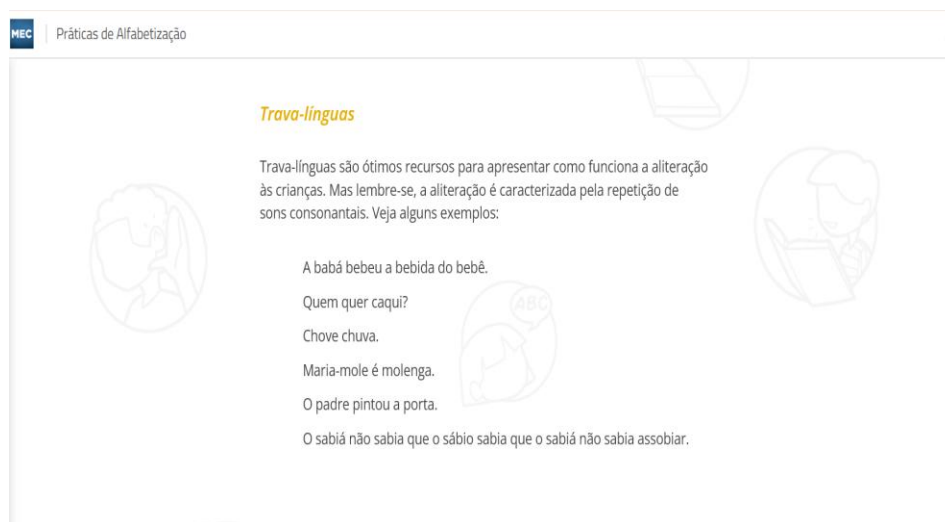 MEC Práticas de Alfabetização
Trava-línguas
Trava-línguas são ótimos recursos para apresentar como funciona a aliteração
às crianças. Mas lembre-se, a aliteração é caracterizada pela repetição de
sons consonantais. Veja alguns exemplos:
A babá bebeu a bebida do bebê.
Quem quer caqui?
ABC
Chove chuva.
Maria-mole é molenga.
O padre pintou a porta.
O sabiá não sabia que o sábio sabia que o sabiá não sabia assobiar.